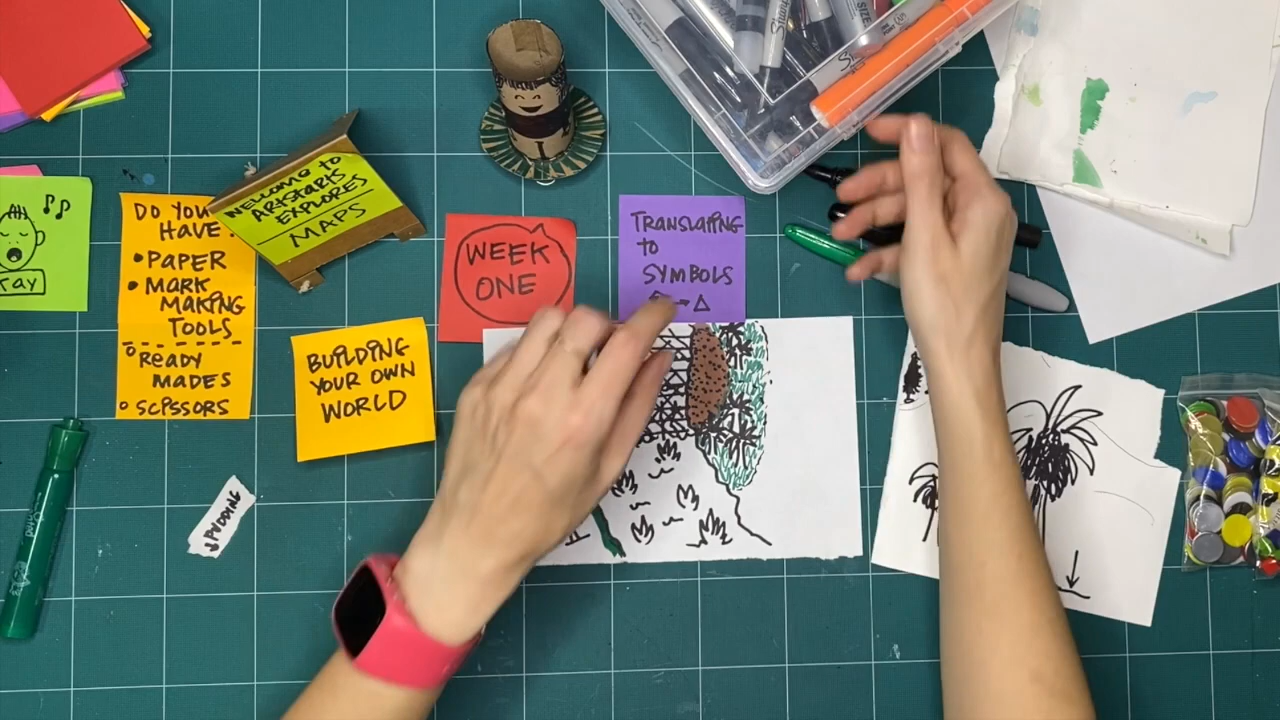 DO YOU
HAVE
• PAPER
• MARK
MAKING
TOOLS
READY
MADES
SCISSORS
WELCOME TO
ARTSTARTS
EXPLORES
MAPS
BUILDING
YOUR OWN
WORLD
WEEK
ONE
TRANSLATING
TO
SYMBOLS
PUDDING
Sharpie